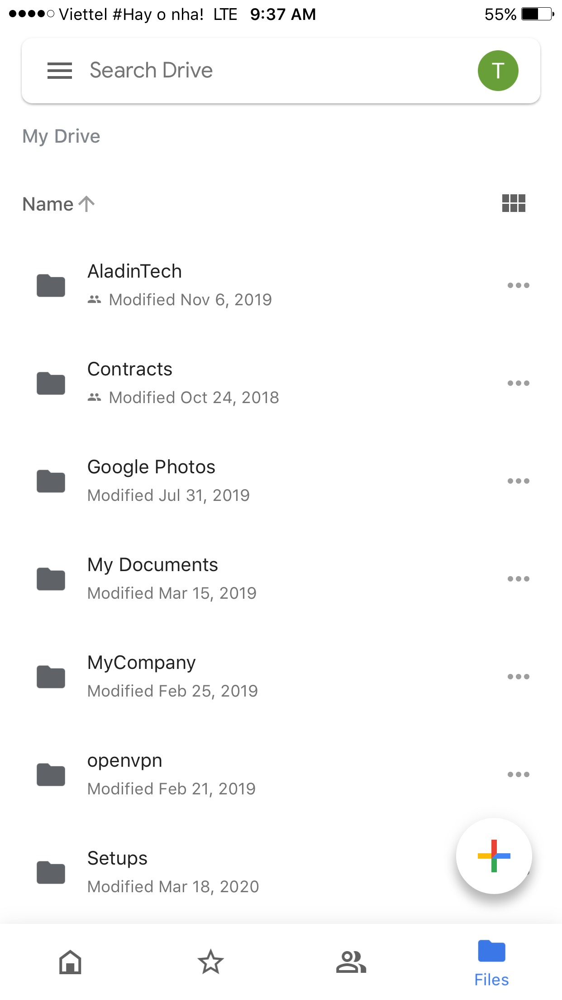 Viettel #Hay o nha! LTE 9:37 AM 55%
Search Drive T
My Drive
Name
AladinTech
Modified Nov 6, 2019
Contracts
Modified Oct 24, 2018
Google Photos
Modified Jul 31, 2019
My Documents
Modified Mar 15, 2019
MyCompany
Modified Feb 25, 2019
openvpn
Modified Feb 21, 2019
Setups
Modified Mar 18, 2020
Files